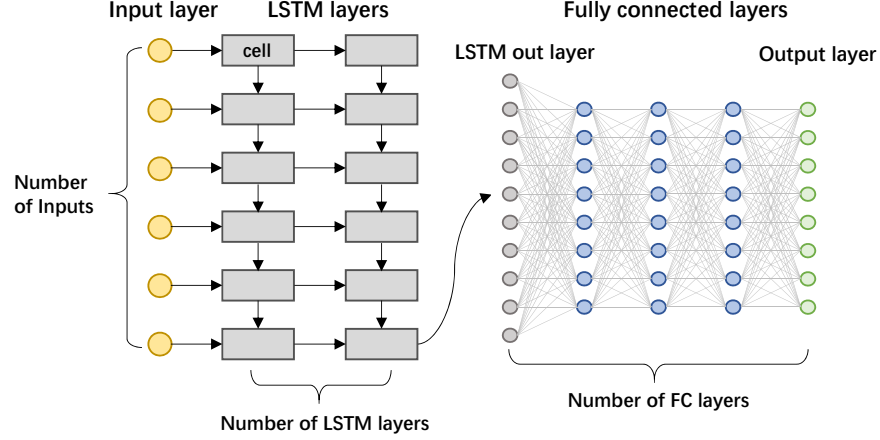 Input layer
LSTM layers
Fully connected layers
cell
LSTM out layer
Output layer
Number
of Inputs
Number of LSTM layers
Number of FC layers